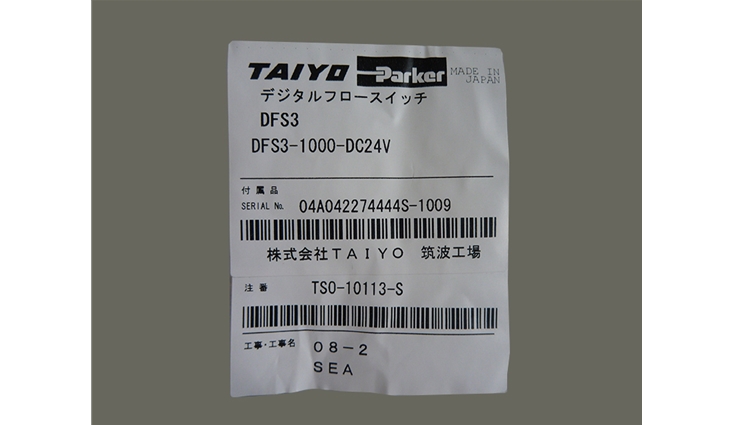 TAIYO Parker MADE IN JAPAN
デジタルフロースイッチ
DFS3
DFS3-1000-DC24V
付属品
SERIAL No. 04A042274444S-1009
株式会社TAIYO 筑波工場
注番 TSO-10113-S
工事・工事名 08-2
SEA